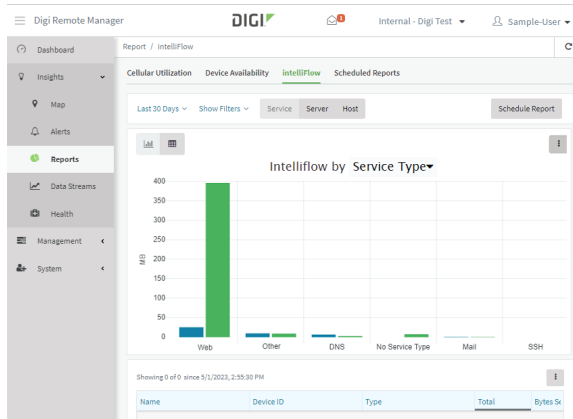 Digi Remote Manager
DIGI
1
Internal - Digi Test
Sample-User
Dashboard
Insights
Map
Alerts
Reports
Data Streams
Health
Management
System
Report / intelliFlow
Cellular Utilization Device Availability intelliFlow Scheduled Reports
Last 30 Days Show Filters Service Server Host Schedule Report
Intelliflow by Service Type
400
350
300
250
200
150
100
50
0
MB
Web Other DNS No Service Type Mail SSH
Showing 0 of 0 since 5/1/2023, 2:55:30 PM
Name Device ID Type Total Bytes Se